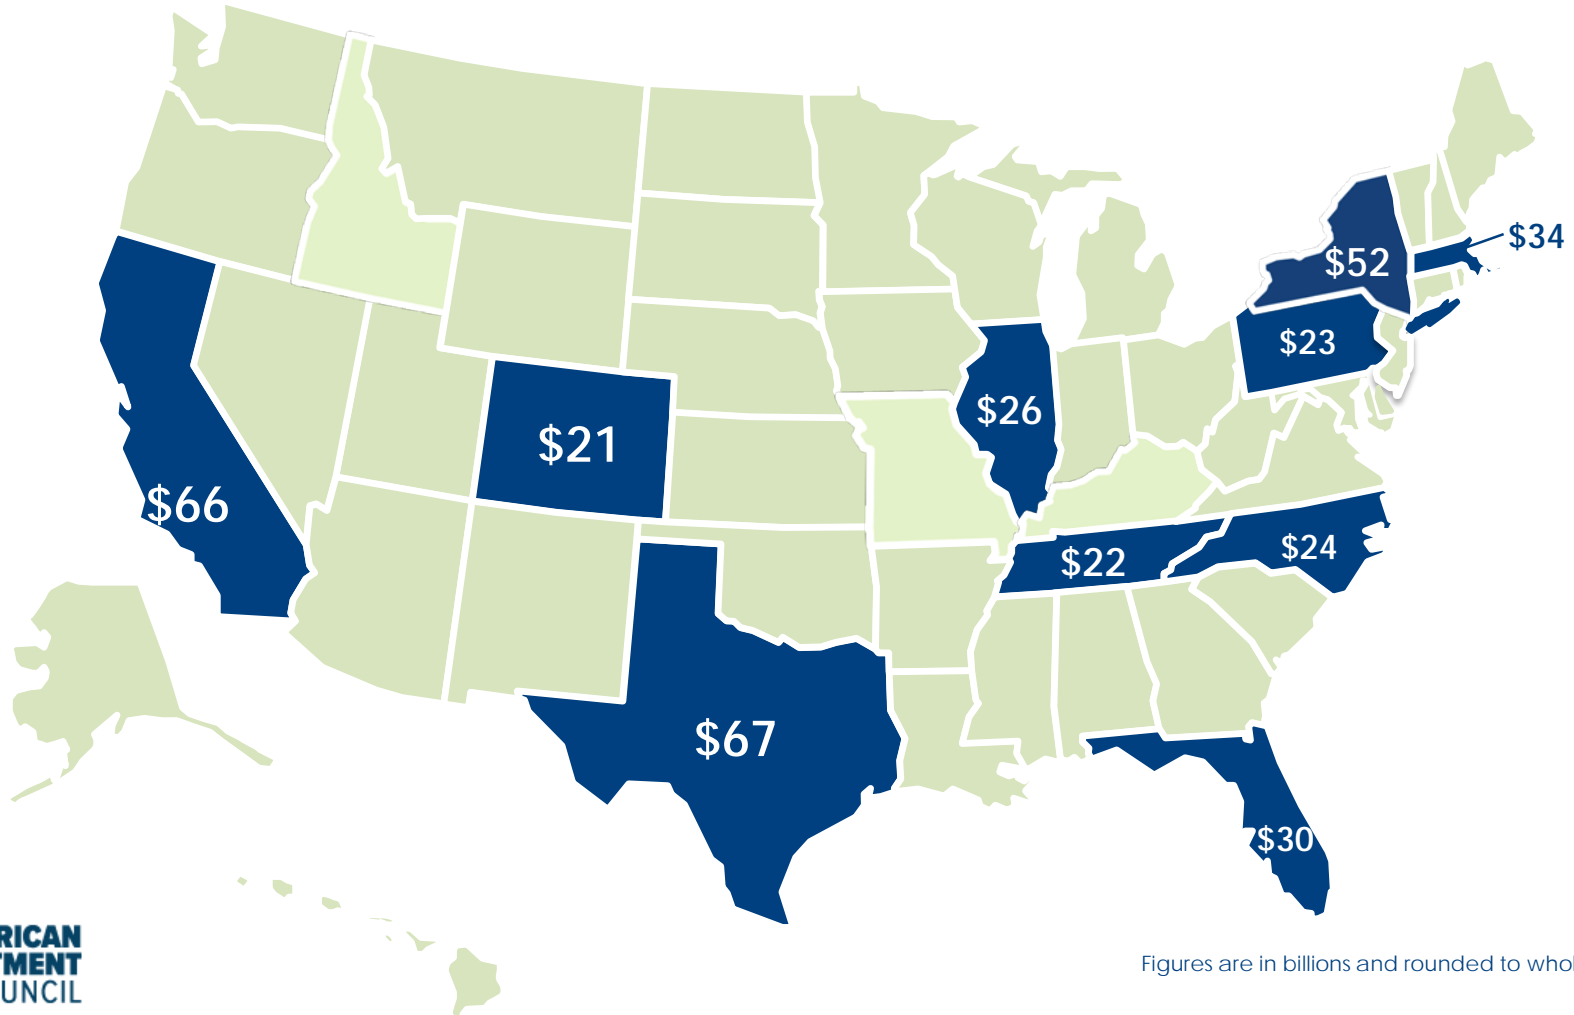 $34
$52
$23
$26
$21
$66
$24
$22
$67
$30
RICAN
TMENT
UNCIL
Figures are in billions and rounded to whol